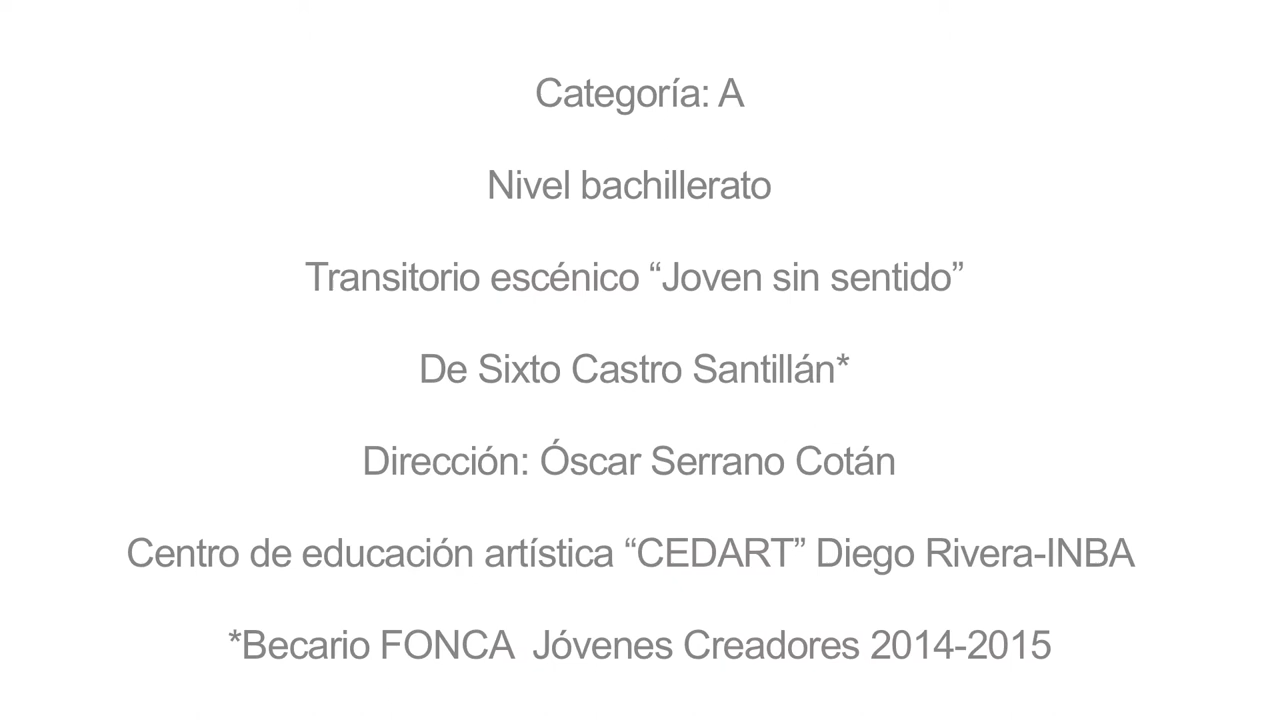 Categoría: A
Nivel bachillerato
Transitorio escénico “Joven sin sentido”
De Sixto Castro Santillán*
Dirección: Óscar Serrano Cotán
Centro de educación artística “CEDART” Diego Rivera-INBA
*Becario FONCA  Jóvenes Creadores 2014-2015